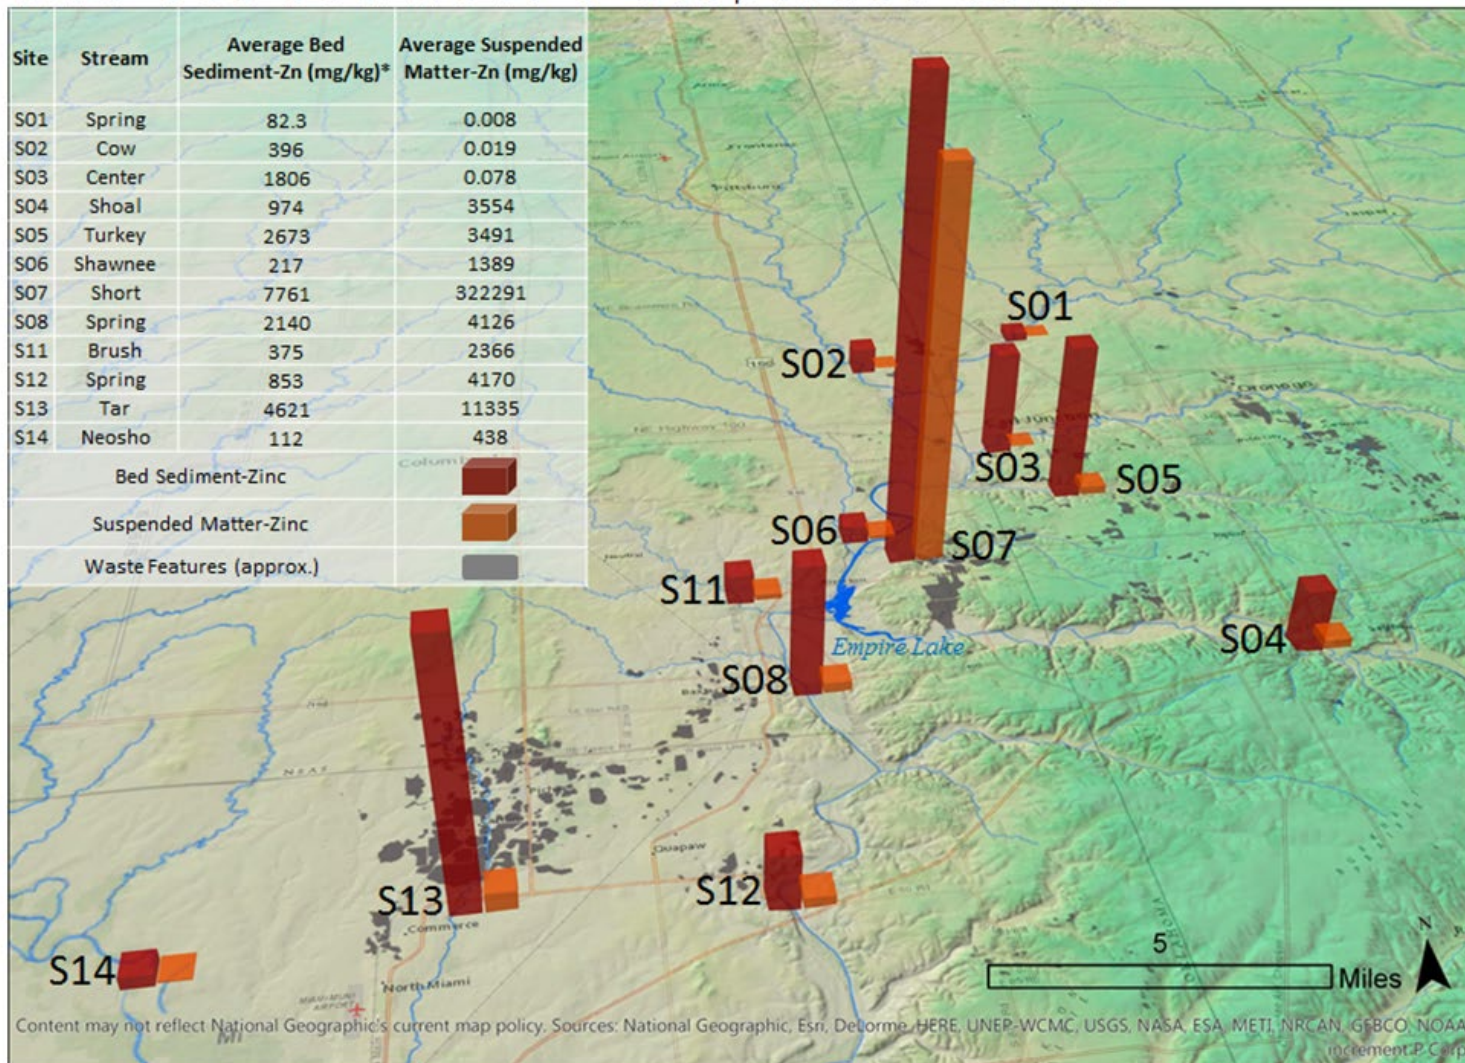 Site Stream Average Bed Sediment-Zn (mg/kg)* Average Suspended Matter-Zn (mg/kg)
S01 Spring 82.3 0.008
S02 Cow 396 0.019
S03 Center 1806 0.078
S04 Shoal 974 3554
S05 Turkey 2673 3491
S06 Shawnee 217 1389
S07 Short 7761 322291
S08 Spring 2140 4126
S11 Brush 375 2366
S12 Spring 853 4170
S13 Tar 4621 11335
S14 Neosho 112 438
Bed Sediment-Zinc
Suspended Matter-Zinc
Waste Features (approx.)
Frontenac
Pittsburg
S01
S02
Oronogo
S03
S05
S06
S07
S11
S04
Empire Lake
S08
Quapaw
S12
S13
Commerce
S14
North Miami
5
Miles
N
Content may not reflect National Geographic's current map policy. Sources: National Geographic, Esri, DeLorme, HERE, UNEP-WCMC, USGS, NASA, ESA, METI, NRCAN, GEBCO, NOAA
increment P Corp